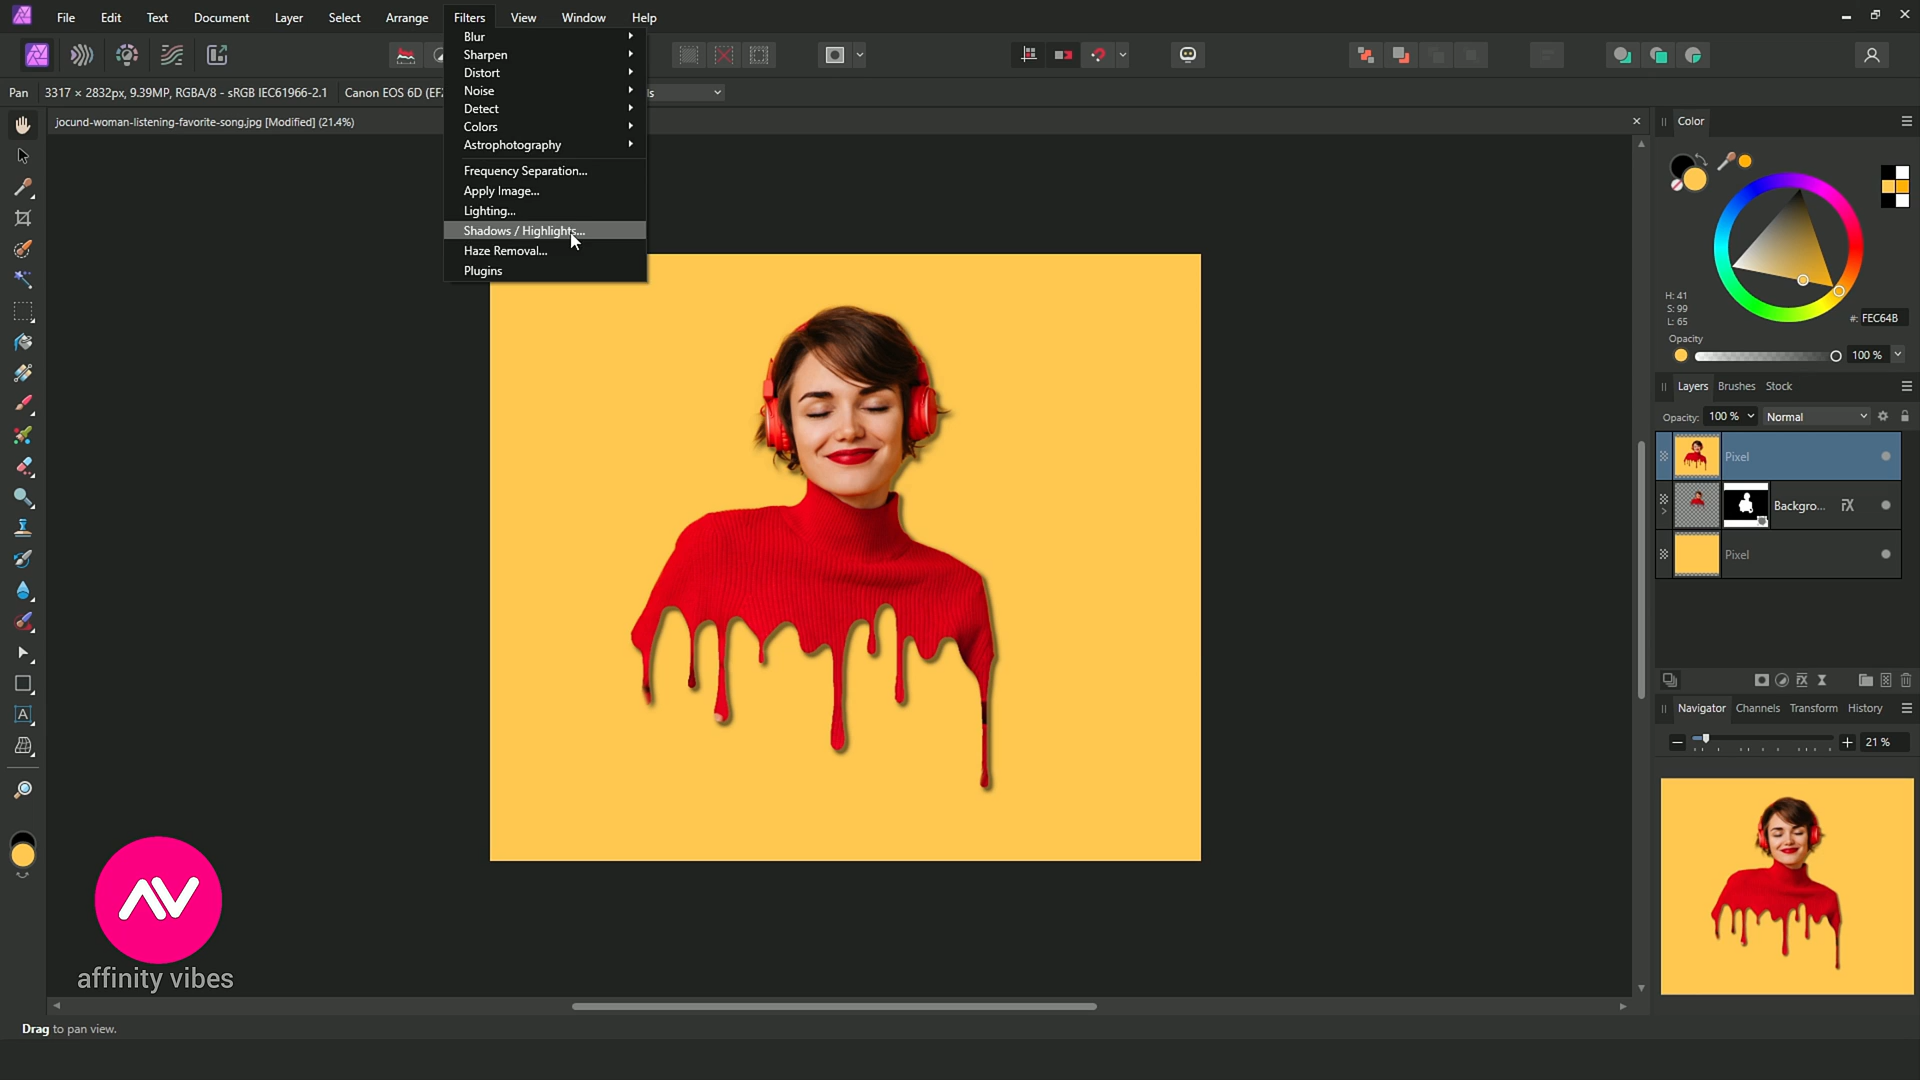 File Edit Text Document Layer Select Arrange Filters View Window Help
Pan 3317 × 2832px, 9.39MP, RGBA/8 - sRGB IEC61966-2.1 Canon EOS 6D (EF2
jocund-woman-listening-favorite-song.jpg [Modified] (21.4%)
Blur
Sharpen
Distort
Noise
Detect
Colors
Astrophotography
Frequency Separation...
Apply Image...
Lighting...
Shadows / Highlights...
Haze Removal...
Plugins
Color
H: 41
S: 99
L: 65
#: FEC64B
Opacity
100 %
Layers Brushes Stock
Opacity: 100 % Normal
Pixel
Backgro... FX
Pixel
Navigator Channels Transform History
21 %
AV
affinity vibes
Drag to pan view.